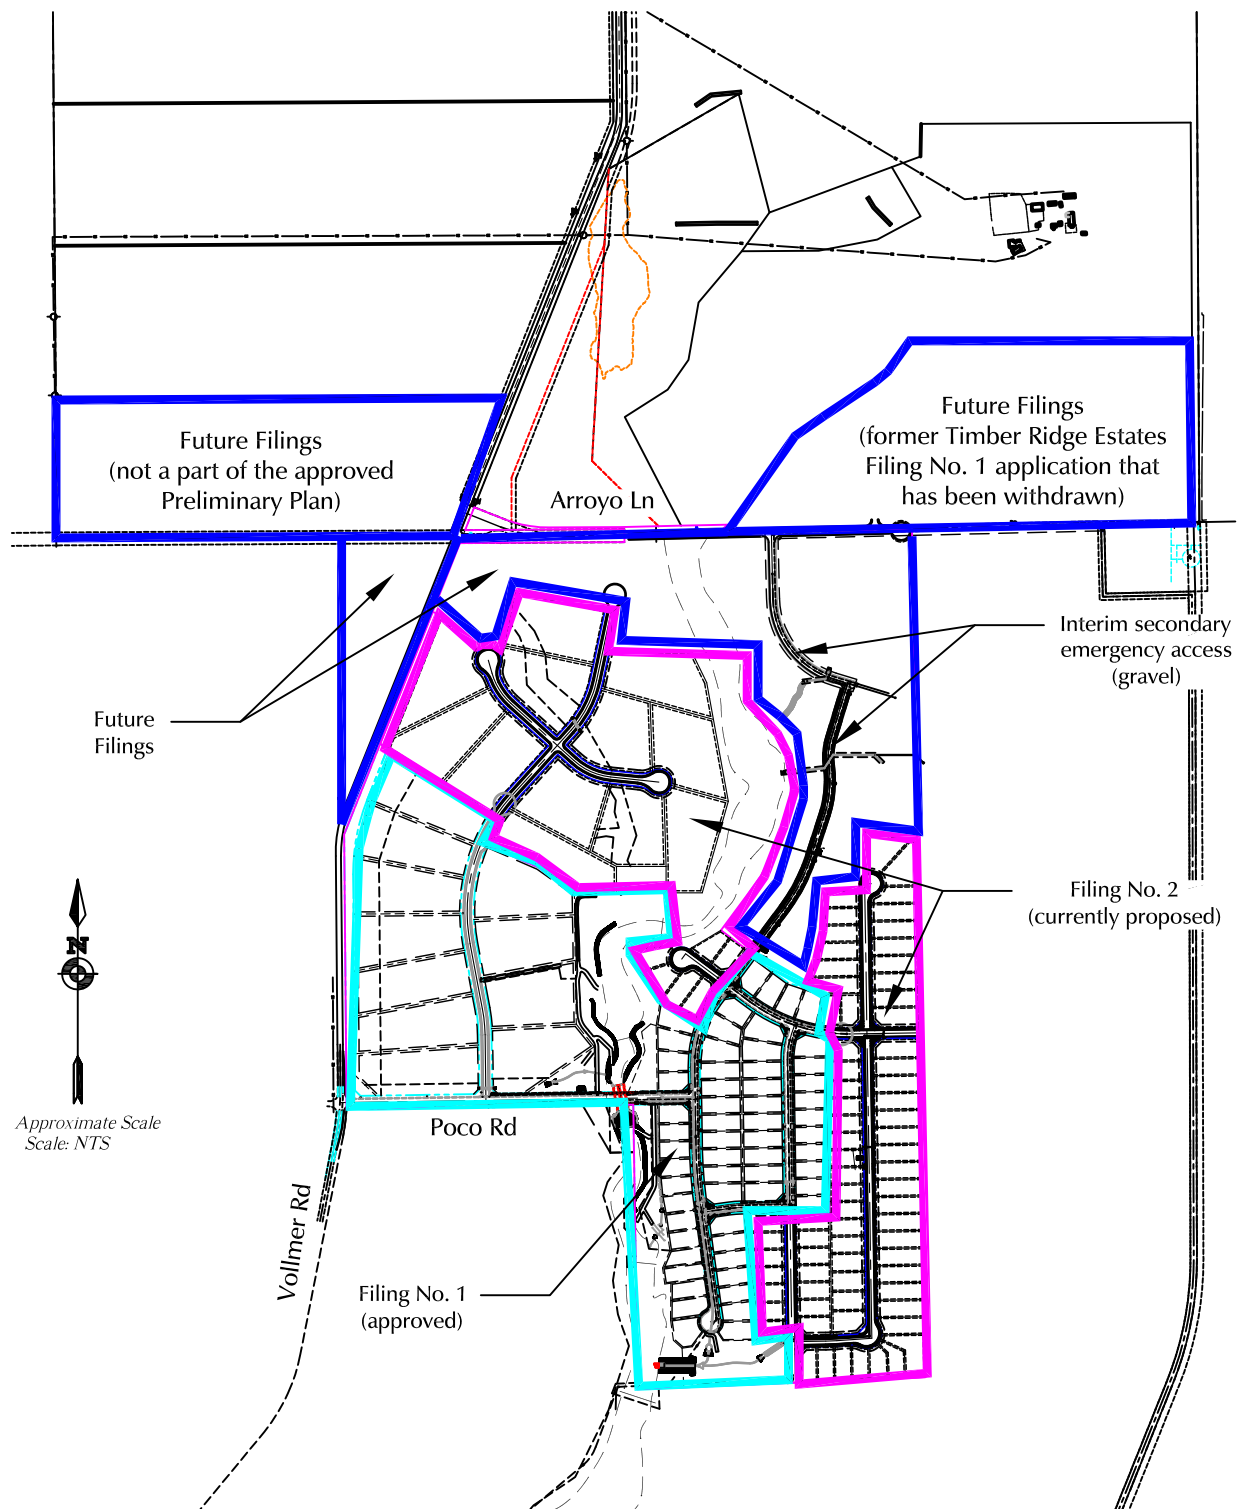 Future Filings
(not a part of the approved
Preliminary Plan)
Future Filings
(former Timber Ridge Estates
Filing No. 1 application that
has been withdrawn)
Arroyo Ln
Interim secondary
emergency access
(gravel)
Future
Filings
Filing No. 2
(currently proposed)
N
Approximate Scale
Scale: NTS
Poco Rd
Vollmer Rd
Filing No. 1
(approved)